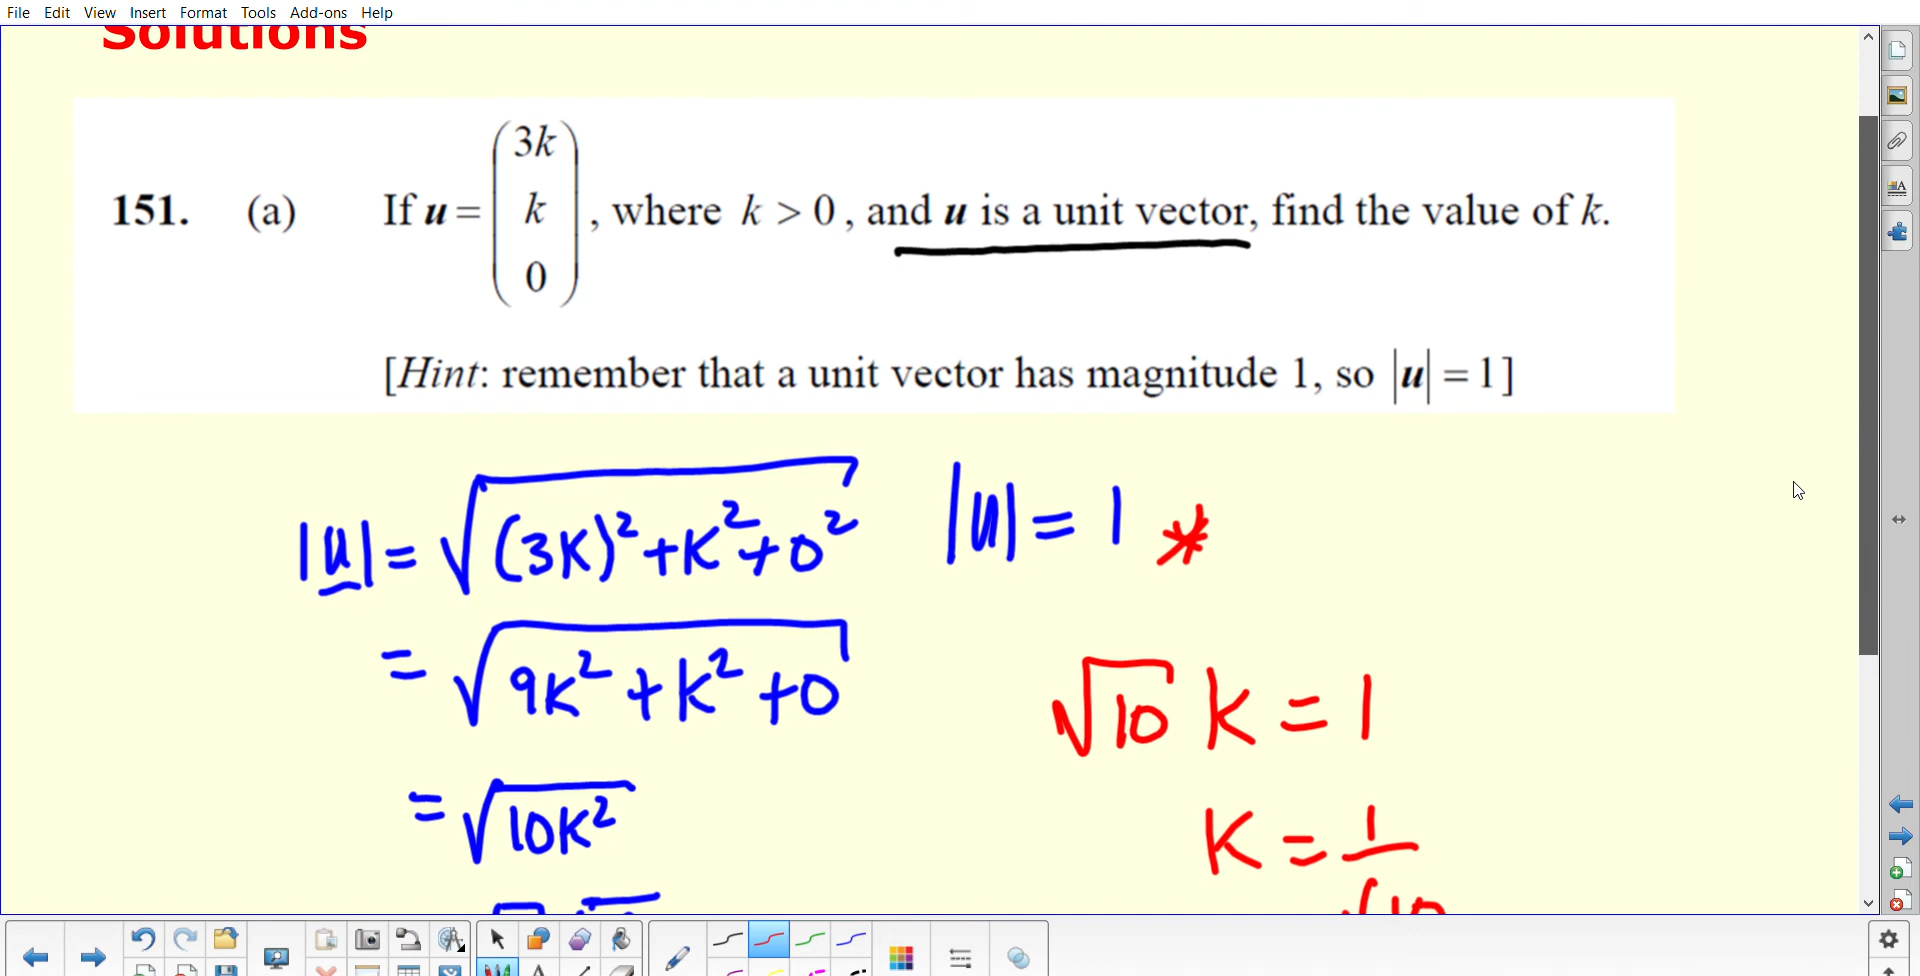 File Edit View Insert Format Tools Add-ons Help
Solutions
151. (a) If u = (3k k 0), where k > 0, and u is a unit vector, find the value of k.
[Hint: remember that a unit vector has magnitude 1, so |u| = 1]
|u| = √((3k)² + k² + 0²)
|u| = 1 *
= √(9k² + k² + 0)
√10 k = 1
= √(10k²)
k = 1/√10